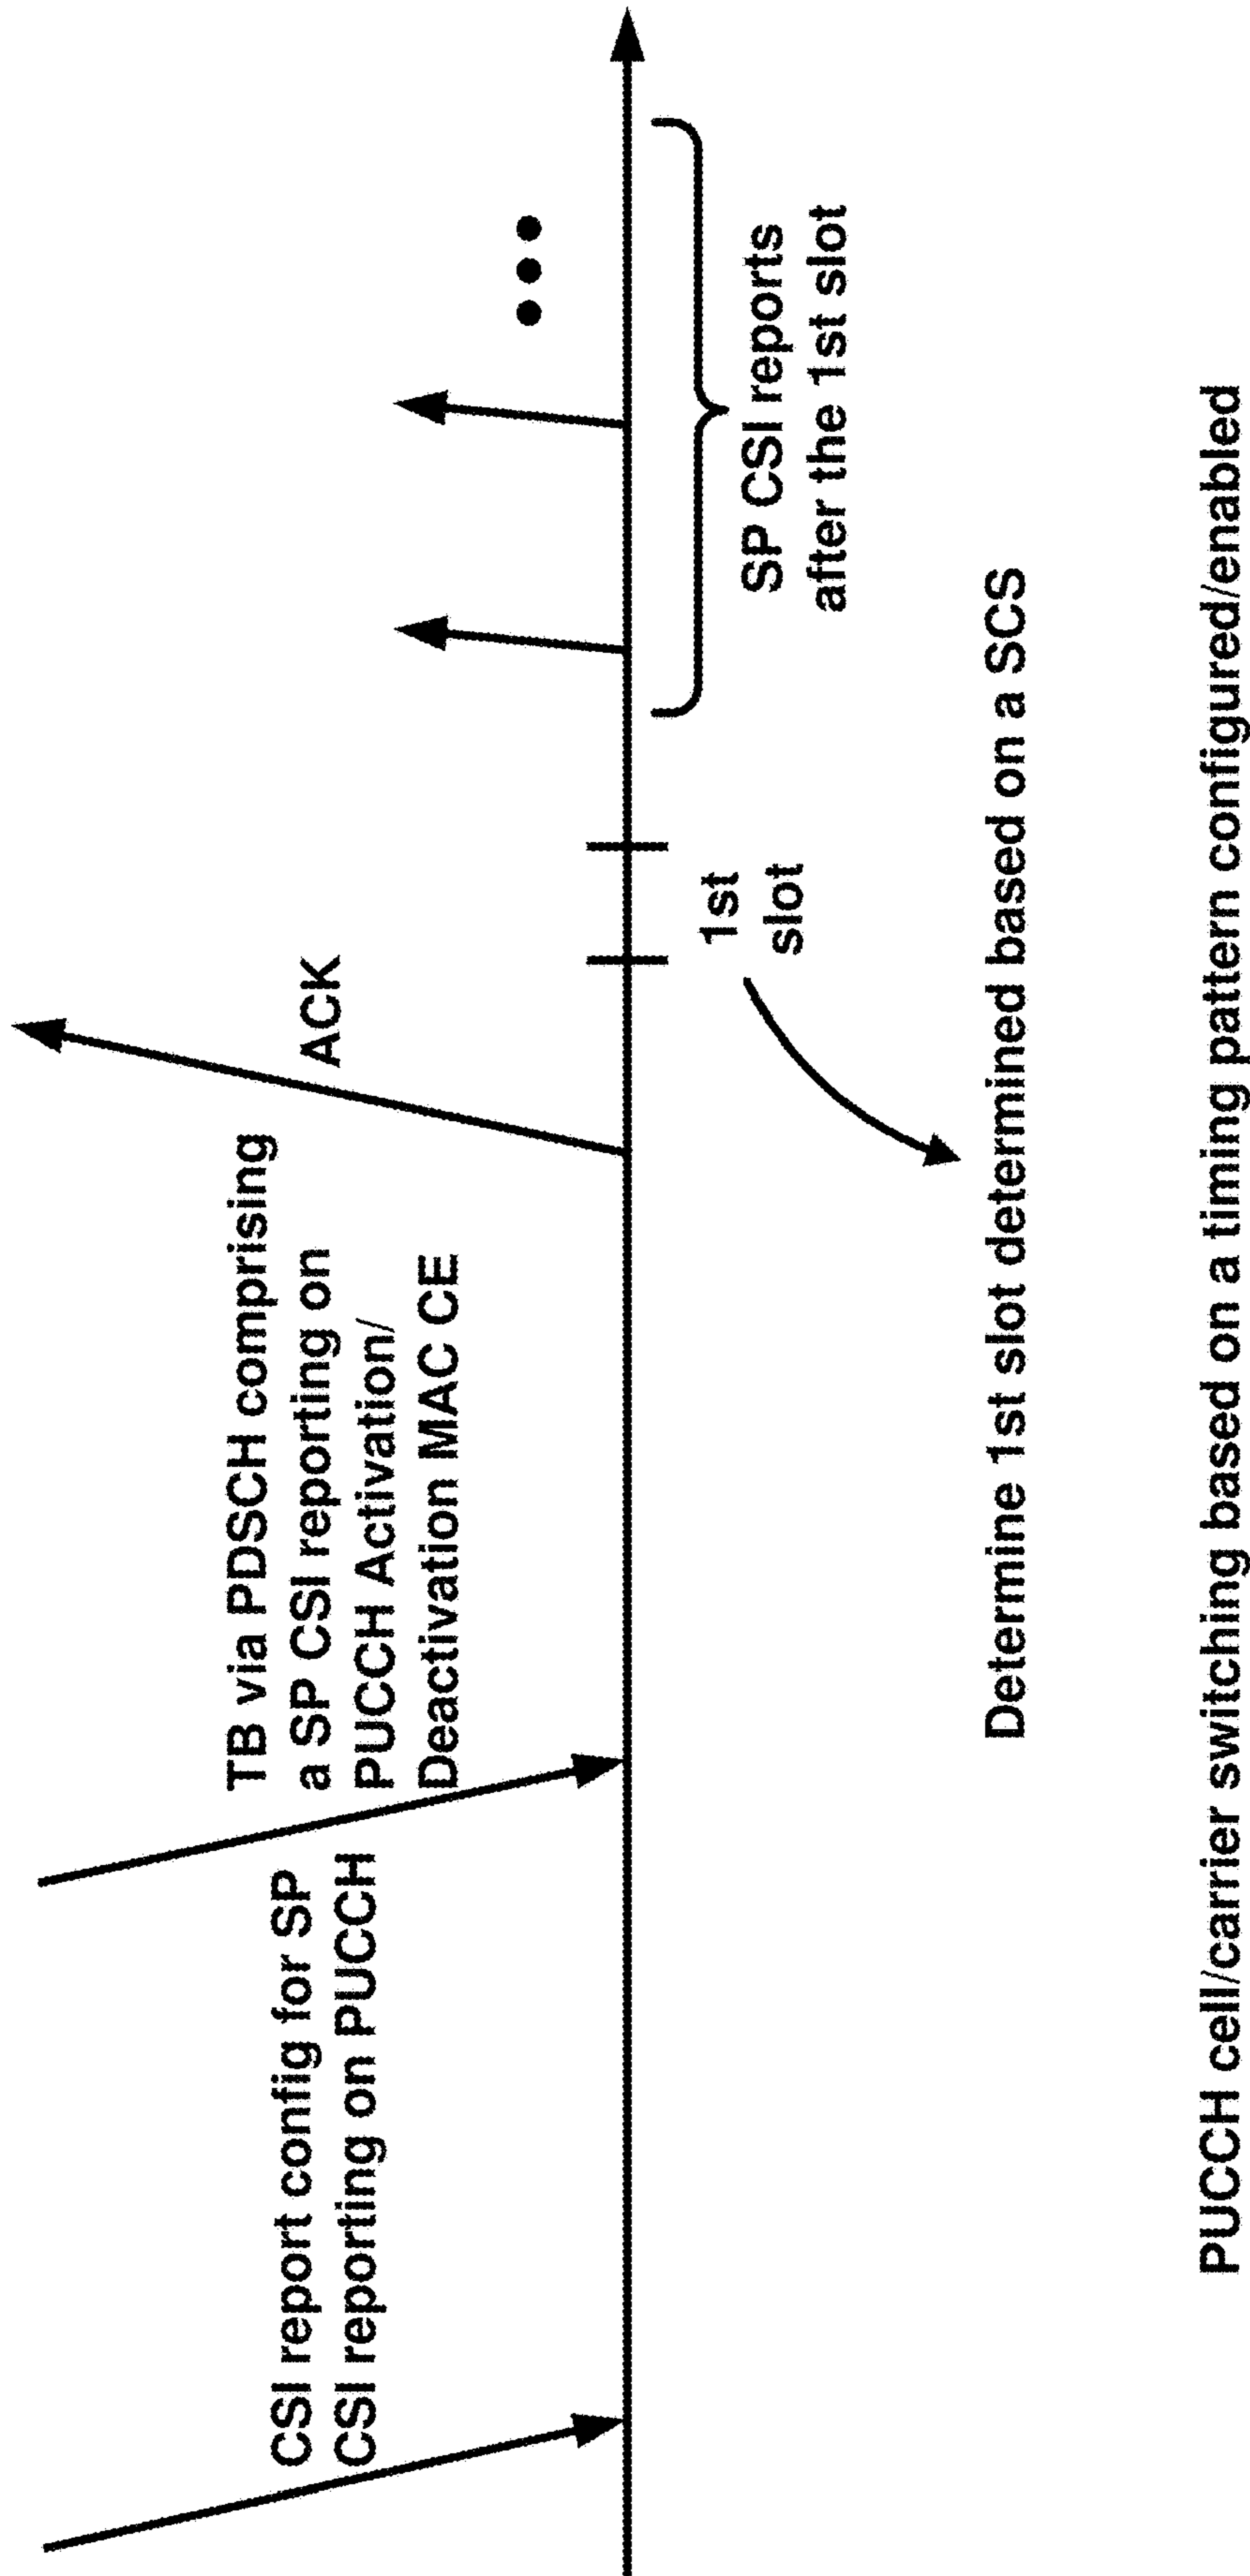 CSI report config for SP
CSI reporting on PUCCH
TB via PDSCH comprising
a SP CSI reporting on
PUCCH Activation/
Deactivation MAC CE
ACK
1st
slot
SP CSI reports
after the 1st slot
Determine 1st slot determined based on a SCS
PUCCH cell/carrier switching based on a timing pattern configured/enabled